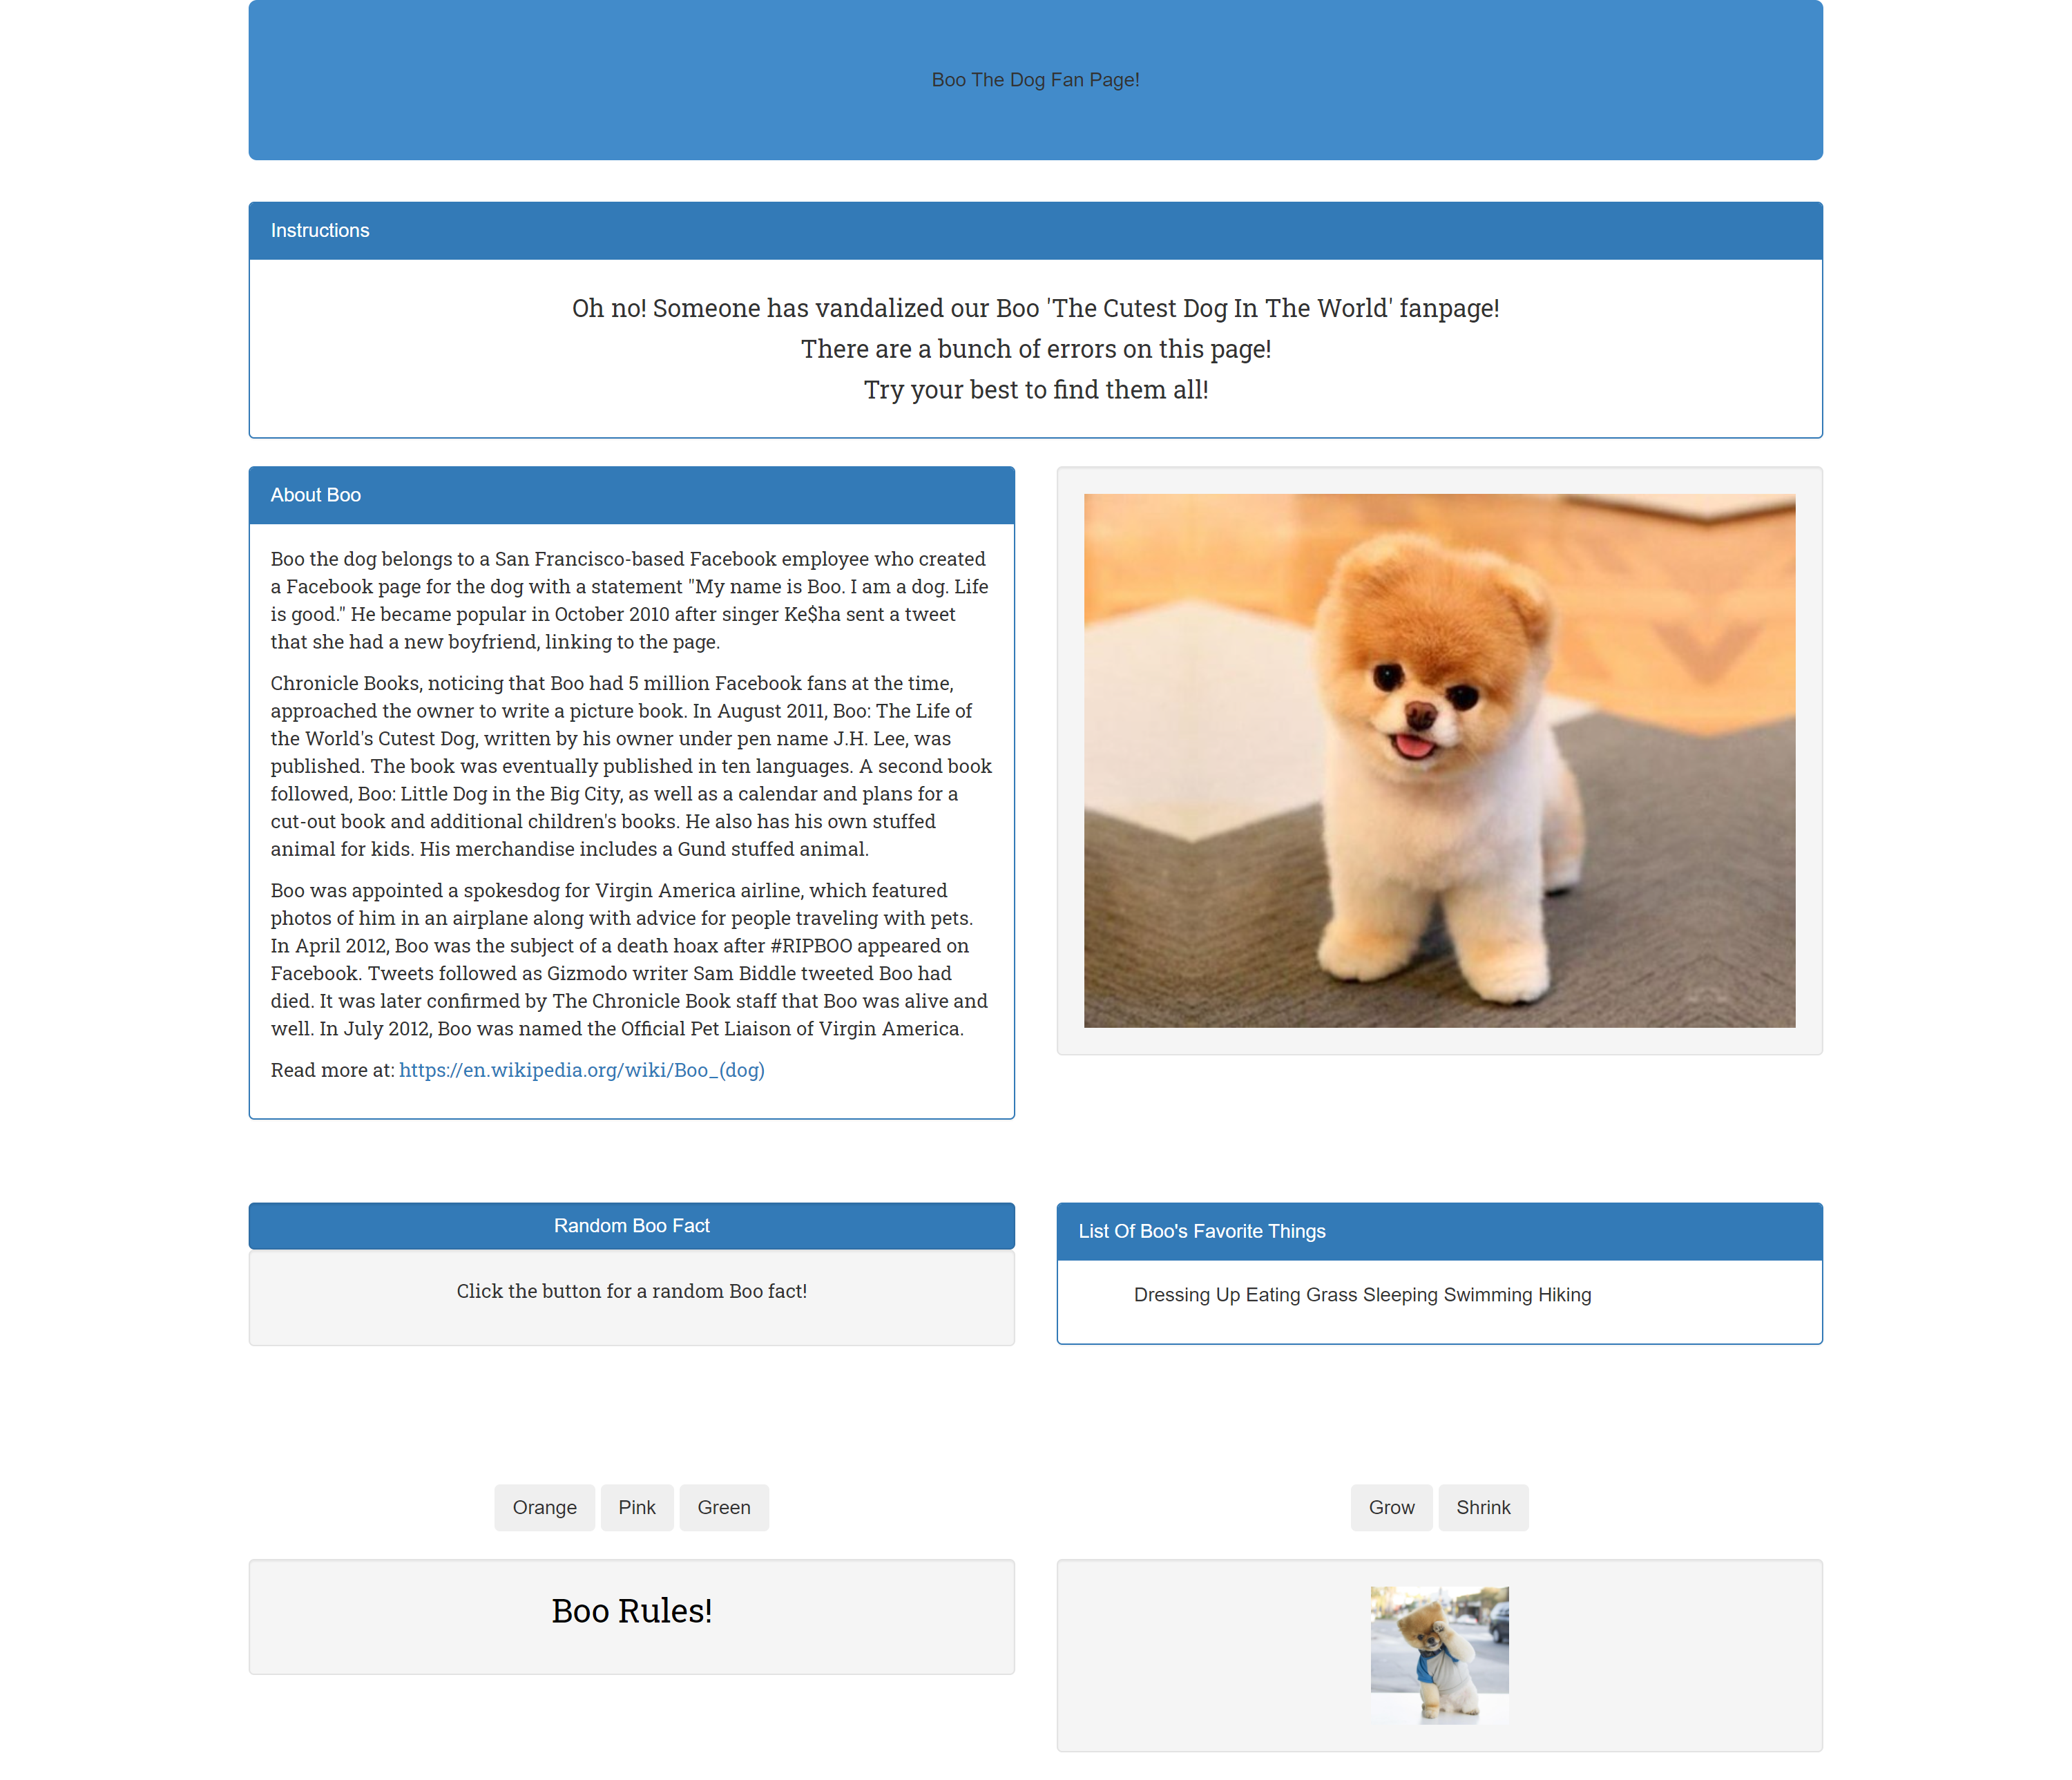 Boo The Dog Fan Page!
Instructions
Oh no! Someone has vandalized our Boo 'The Cutest Dog In The World' fanpage!
There are a bunch of errors on this page!
Try your best to find them all!
About Boo
Boo the dog belongs to a San Francisco-based Facebook employee who created
a Facebook page for the dog with a statement "My name is Boo. I am a dog. Life
is good." He became popular in October 2010 after singer Ke$ha sent a tweet
that she had a new boyfriend, linking to the page.
Chronicle Books, noticing that Boo had 5 million Facebook fans at the time,
approached the owner to write a picture book. In August 2011, Boo: The Life of
the World's Cutest Dog, written by his owner under pen name J.H. Lee, was
published. The book was eventually published in ten languages. A second book
followed, Boo: Little Dog in the Big City, as well as a calendar and plans for a
cut-out book and additional children's books. He also has his own stuffed
animal for kids. His merchandise includes a Gund stuffed animal.
Boo was appointed a spokesdog for Virgin America airline, which featured
photos of him in an airplane along with advice for people traveling with pets.
In April 2012, Boo was the subject of a death hoax after #RIPBOO appeared on
Facebook. Tweets followed as Gizmodo writer Sam Biddle tweeted Boo had
died. It was later confirmed by The Chronicle Book staff that Boo was alive and
well. In July 2012, Boo was named the Official Pet Liaison of Virgin America.
Read more at: https://en.wikipedia.org/wiki/Boo_(dog)
Random Boo Fact
Click the button for a random Boo fact!
List Of Boo's Favorite Things
Dressing Up Eating Grass Sleeping Swimming Hiking
Orange Pink Green
Boo Rules!
Grow Shrink